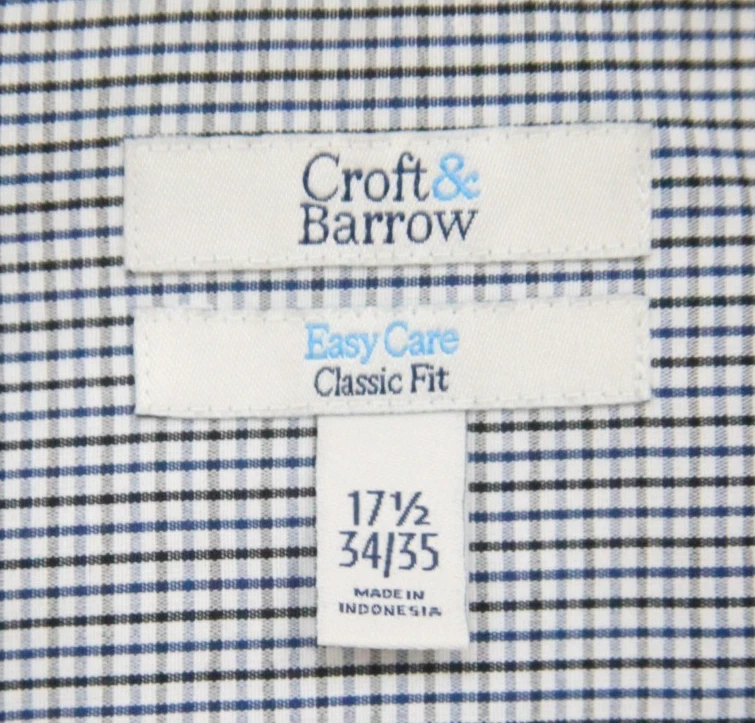 Croft&
Barrow
Easy Care
Classic Fit
17½
34/35
MADE IN
INDONESIA